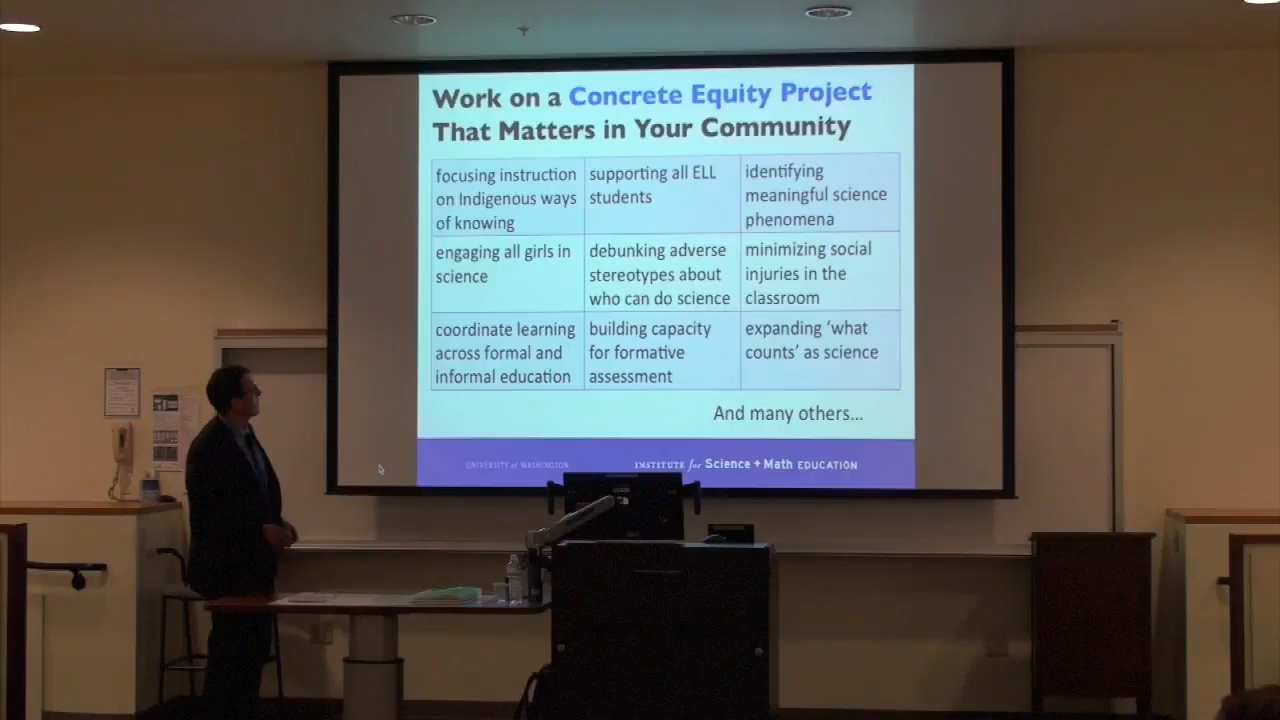 Work on a Concrete Equity Project
That Matters in Your Community
focusing instruction
on Indigenous ways
of knowing
supporting all ELL
students
identifying
meaningful science
phenomena
engaging all girls in
science
debunking adverse
stereotypes about
who can do science
minimizing social
injuries in the
classroom
coordinate learning
across formal and
informal education
building capacity
for formative
assessment
expanding ‘what
counts’ as science
And many others...
UNIVERSITY of WASHINGTON
INSTITUTE for Science + Math EDUCATION